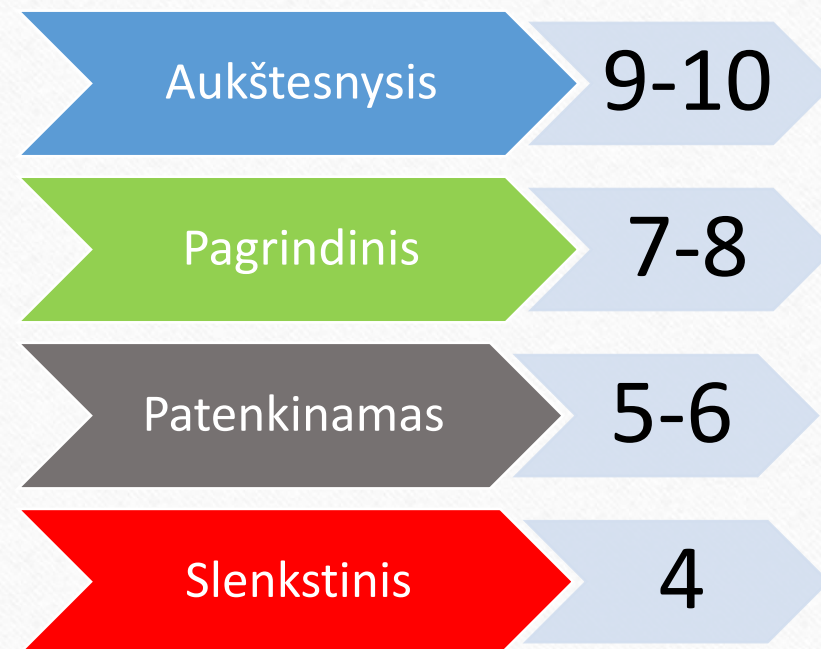 Aukštesnysis 9-10
Pagrindinis 7-8
Patenkinamas 5-6
Slenkstinis 4